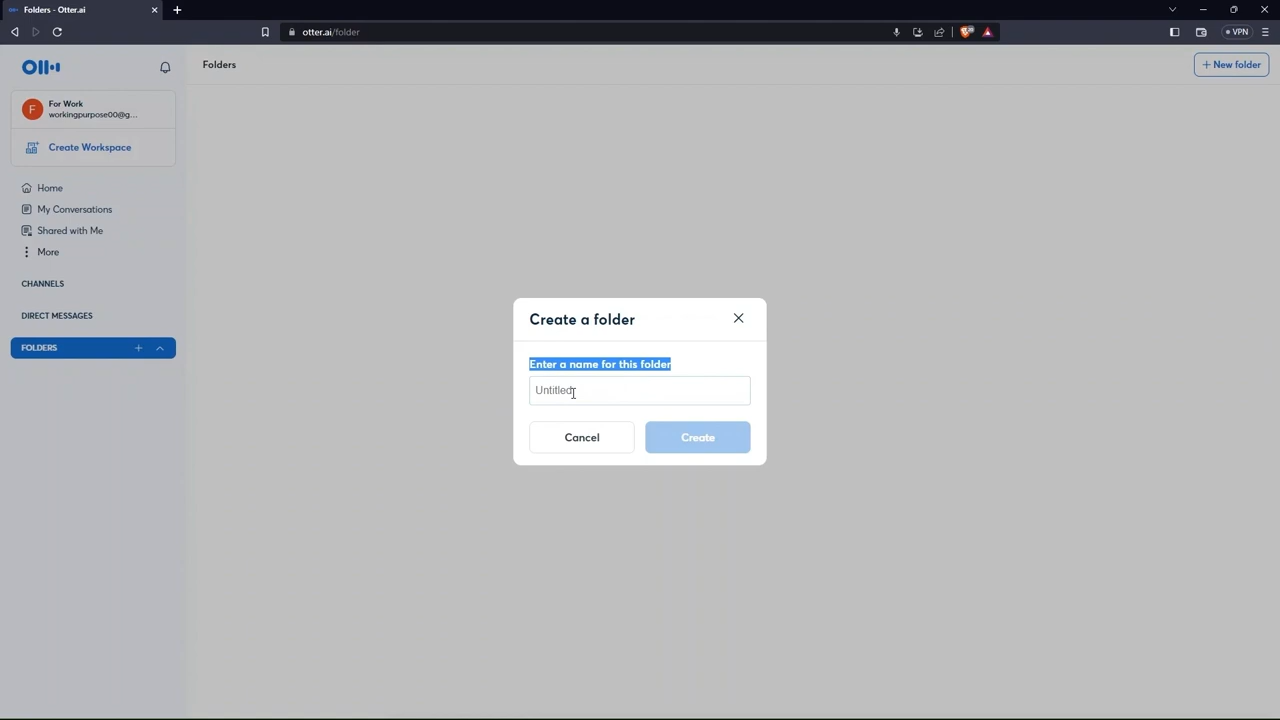 Folders - Otter.ai
otter.ai/folder
VPN
Folders
+ New folder
F
For Work
workingpurpose00@g...
Create Workspace
Home
My Conversations
Shared with Me
More
CHANNELS
DIRECT MESSAGES
FOLDERS
Create a folder
Enter a name for this folder
Untitled
Cancel
Create